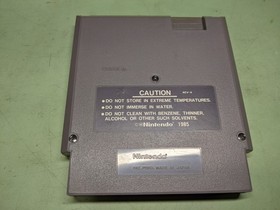 CAUTION
• DO NOT STORE IN EXTREME TEMPERATURES.
• DO NOT IMMERSE IN WATER.
• DO NOT CLEAN WITH BENZENE, THINNER,
ALCOHOL OR OTHER SUCH SOLVENTS.
©Nintendo 1985
Nintendo